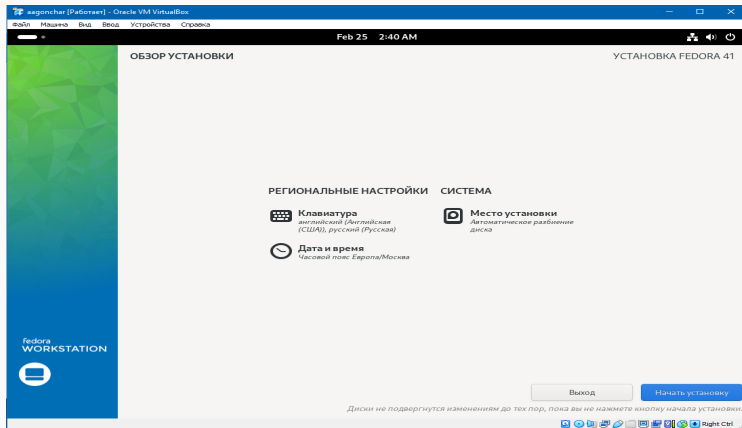 aagonchar [Работает] - Oracle VM VirtualBox
Файл Машина Вид Ввод Устройства Справка
Feb 25 2:40 AM
ОБЗОР УСТАНОВКИ
УСТАНОВКА FEDORA 41
РЕГИОНАЛЬНЫЕ НАСТРОЙКИ
Клавиатура
английский (Английская
(США)), русский (Русская)
Дата и время
Часовой пояс Европа/Москва
СИСТЕМА
Место установки
Автоматическое разбиение
диска
fedora
WORKSTATION
Выход
Начать установку
Диски не подвергнутся изменениям до тех пор, пока вы не нажмете кнопку начала установки.
Right Ctrl